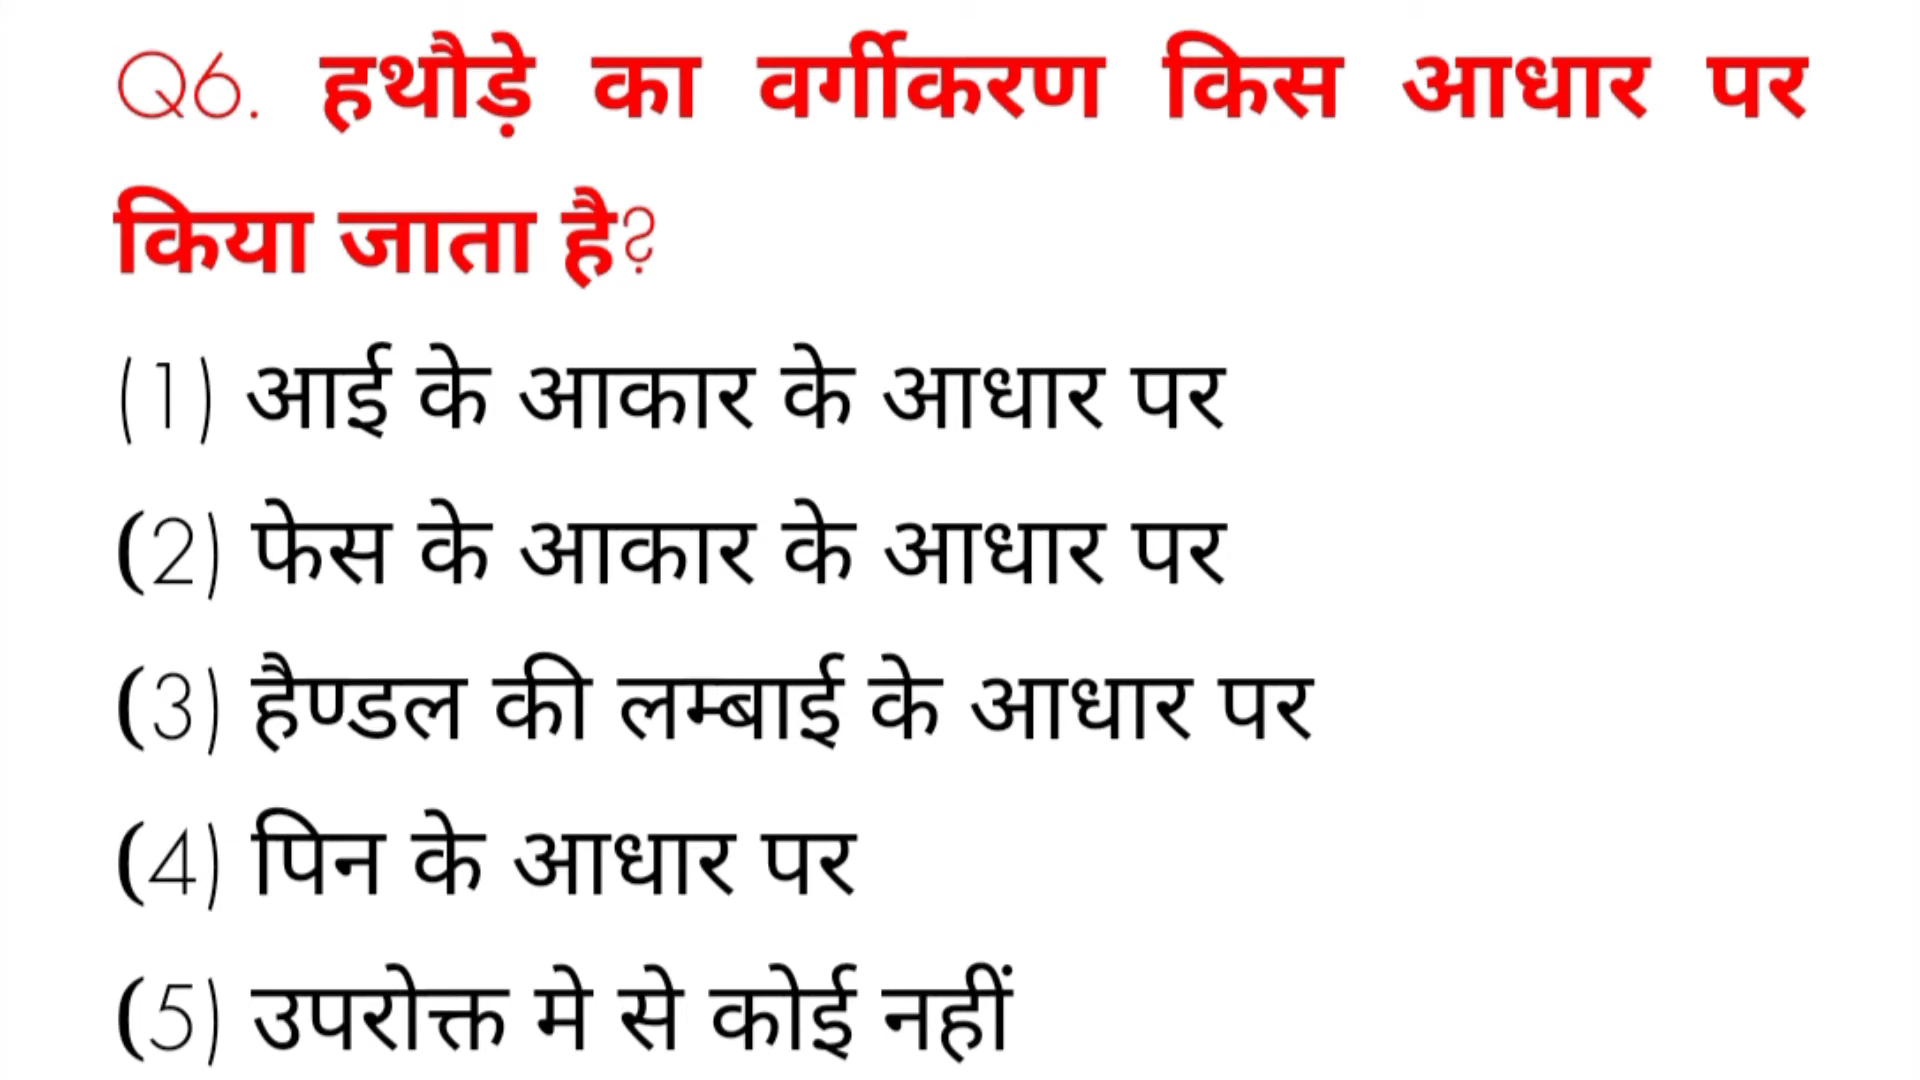 Q6. हथौड़े का वर्गीकरण किस आधार पर
किया जाता है?
(1) आई के आकार के आधार पर
(2) फेस के आकार के आधार पर
(3) हैण्डल की लम्बाई के आधार पर
(4) पिन के आधार पर
(5) उपरोक्त मे से कोई नहीं